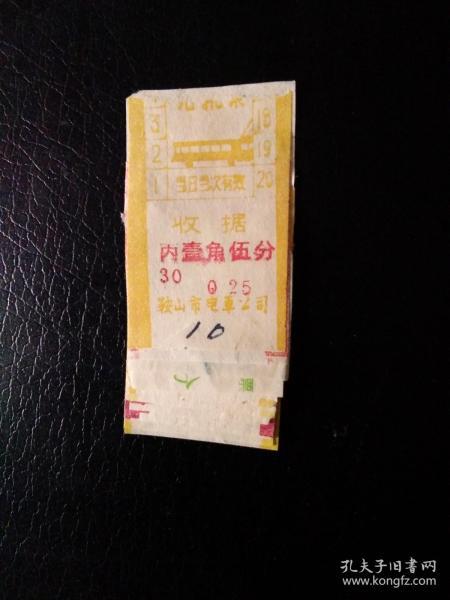 3 18
2 19
1 当日当次有效 20
收据
内壹角伍分
30
0 25
鞍山市电车公司
10
孔夫子旧书网
www.kongfz.com